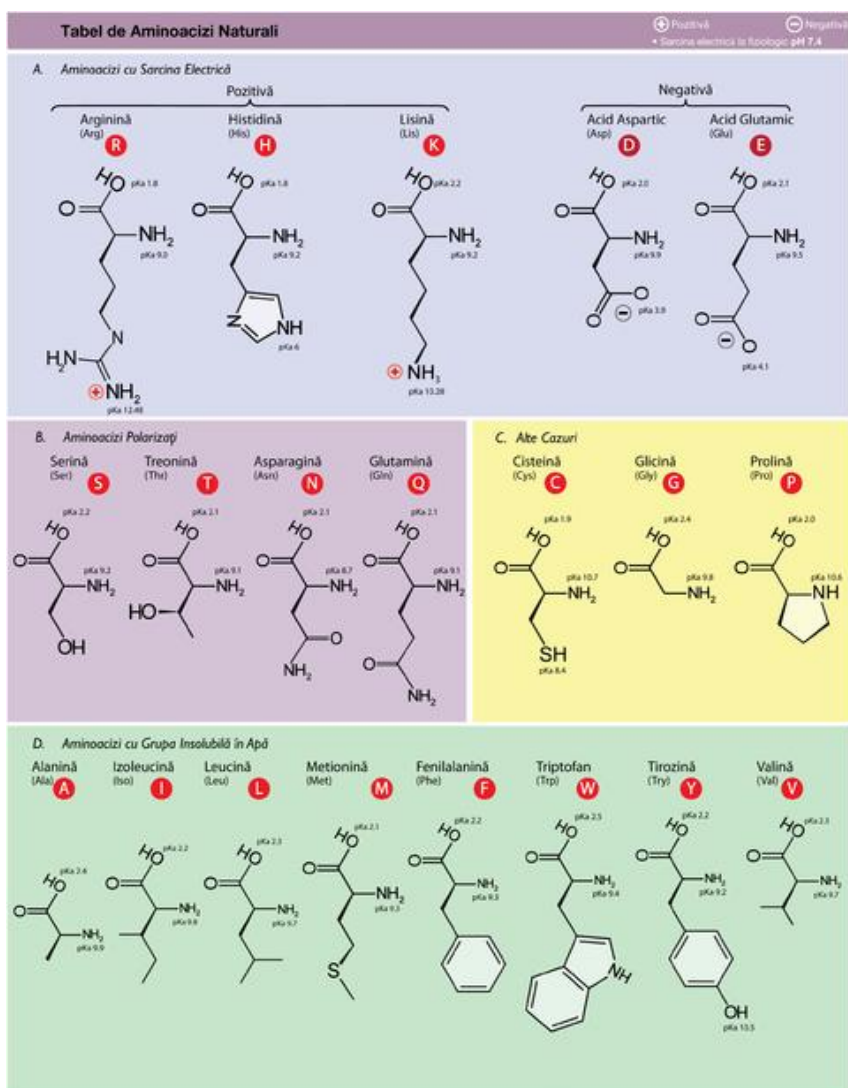 Tabel de Aminoacizi Naturali
+ Pozitivă − Negativă
• Sarcina electrică la fiziologic pH 7.4
A. Aminoacizi cu Sarcina Electrică
Pozitivă
Negativă
Arginină
(Arg)
R
Histidină
(His)
H
Lisină
(Lis)
K
Acid Aspartic
(Asp)
D
Acid Glutamic
(Glu)
E
HO pKa 1.8
O
NH2
pKa 9.0
N
H2N
+ NH2
pKa 12.48
HO pKa 1.8
O
NH2
pKa 9.2
N
NH
pKa 6
HO pKa 2.2
O
NH2
pKa 9.2
+ NH3
pKa 10.28
HO pKa 2.0
O
NH2
pKa 9.9
O
O − pKa 3.9
HO pKa 2.1
O
NH2
pKa 9.5
O
− O
pKa 4.1
B. Aminoacizi Polarizați
Serină
(Ser)
S
Treonină
(Thr)
T
Asparagină
(Asn)
N
Glutamină
(Gln)
Q
pKa 2.2
HO
O
pKa 9.2
NH2
OH
pKa 2.1
HO
O
pKa 9.1
NH2
HO
pKa 2.1
HO
O
pKa 8.7
NH2
O
NH2
pKa 2.1
HO
O
pKa 9.1
NH2
O
NH2
C. Alte Cazuri
Cisteină
(Cys)
C
Glicină
(Gly)
G
Prolină
(Pro)
P
pKa 1.9
HO
O
pKa 10.7
NH2
SH
pKa 8.4
pKa 2.4
HO
O
pKa 9.8
NH2
pKa 2.0
HO
O
pKa 10.6
NH
D. Aminoacizi cu Grupa Insolubilă în Apă
Alanină
(Ala)
A
Izoleucină
(Iso)
I
Leucină
(Leu)
L
Metionină
(Met)
M
Fenilalanină
(Phe)
F
Triptofan
(Trp)
W
Tirozină
(Try)
Y
Valină
(Val)
V
pKa 2.4
HO
O
NH2
pKa 9.9
pKa 2.2
HO
O
NH2
pKa 9.8
pKa 2.3
HO
O
NH2
pKa 9.7
pKa 2.1
HO
O
NH2
pKa 9.3
S
pKa 2.2
HO
O
NH2
pKa 9.3
pKa 2.5
HO
O
NH2
pKa 9.4
NH
pKa 2.2
HO
O
NH2
pKa 9.2
OH
pKa 2.3
HO
O
NH2
pKa 9.7